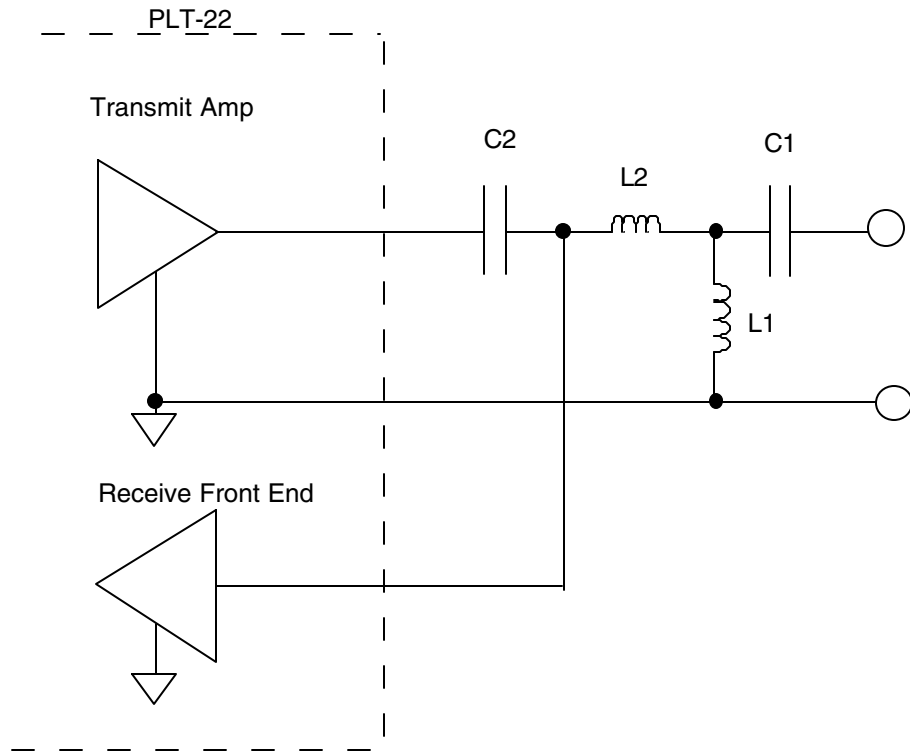 PLT-22
Transmit Amp
C2
C1
L2
L1
Receive Front End